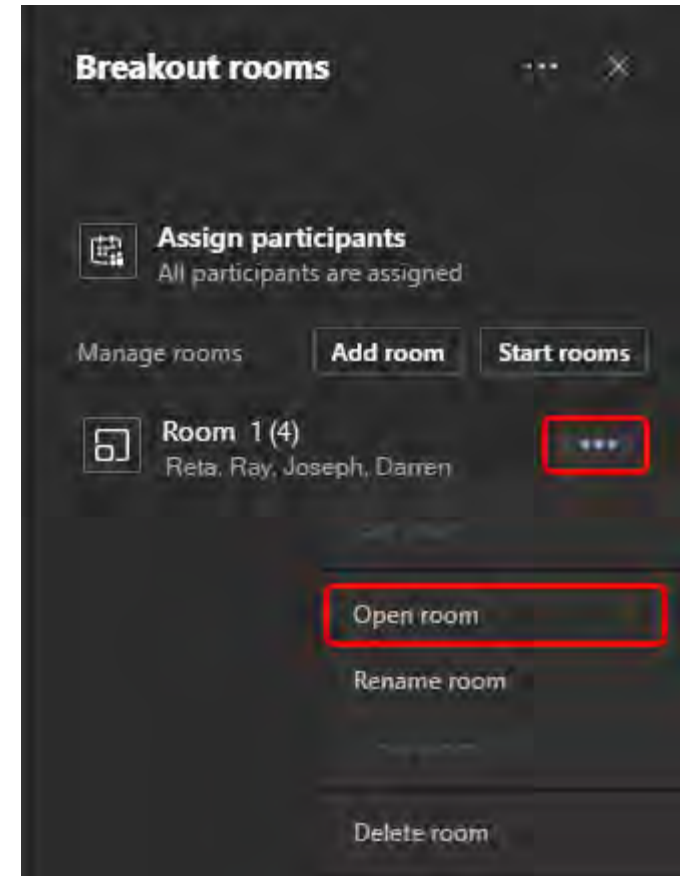 Breakout rooms
Assign participants
All participants are assigned
Manage rooms Add room Start rooms
Room 1 (4)
Reta, Ray, Joseph, Darren
Open room
Rename room
Delete room